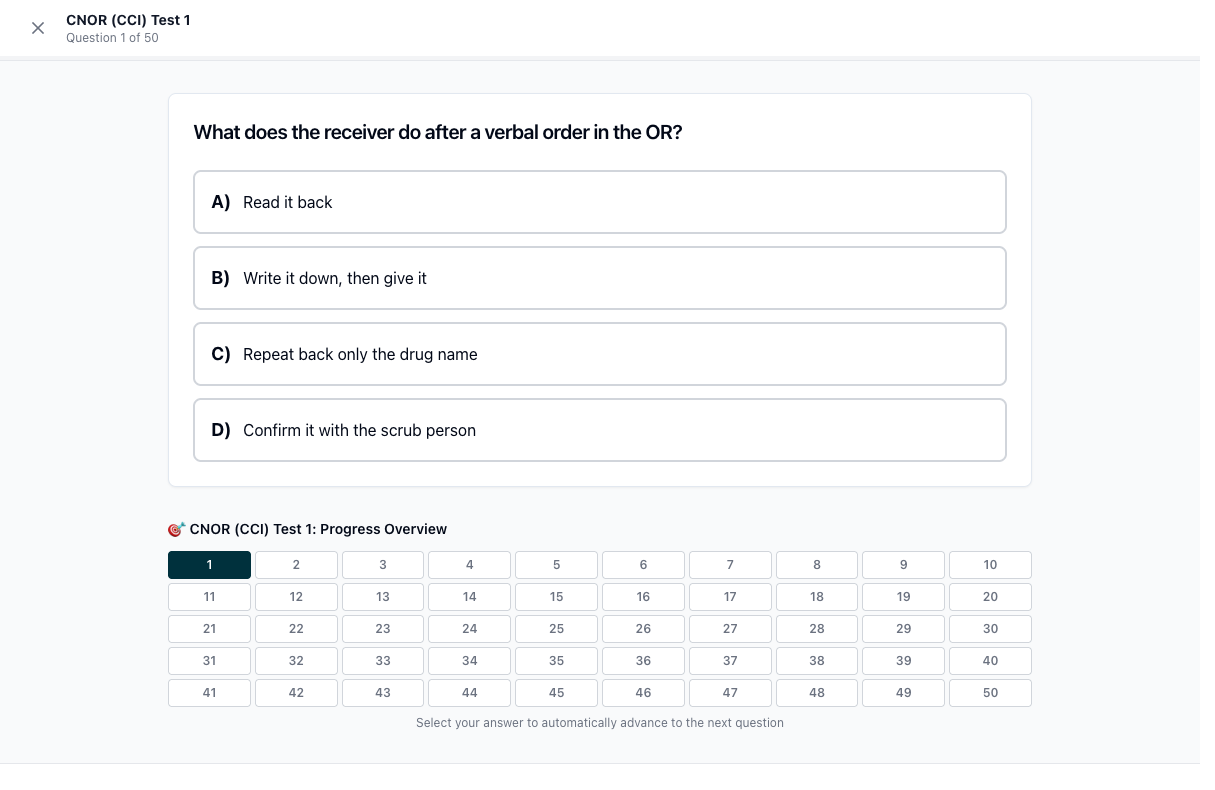 CNOR (CCI) Test 1
Question 1 of 50
What does the receiver do after a verbal order in the OR?
A) Read it back
B) Write it down, then give it
C) Repeat back only the drug name
D) Confirm it with the scrub person
🎯 CNOR (CCI) Test 1: Progress Overview
1 2 3 4 5 6 7 8 9 10
11 12 13 14 15 16 17 18 19 20
21 22 23 24 25 26 27 28 29 30
31 32 33 34 35 36 37 38 39 40
41 42 43 44 45 46 47 48 49 50
Select your answer to automatically advance to the next question